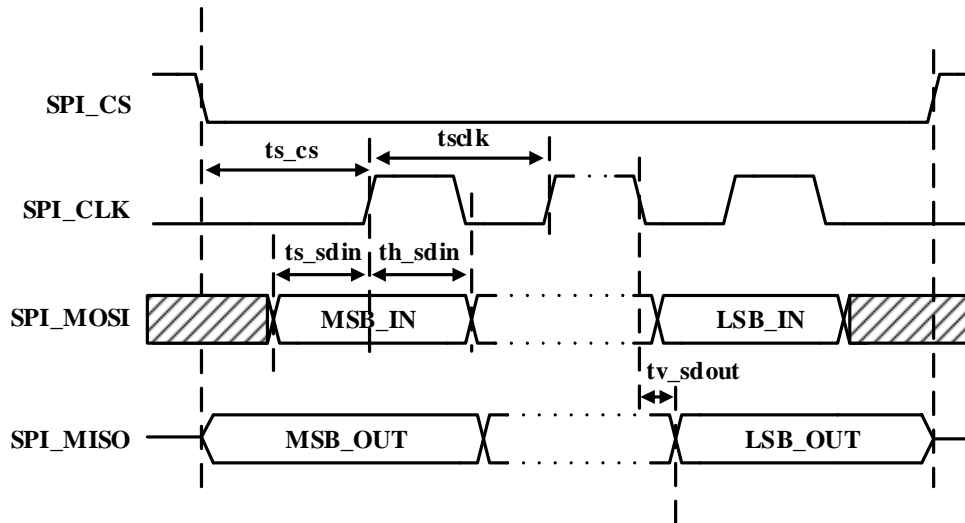 SPI_CS
ts_cs
tsclk
SPI_CLK
ts_sdin
th_sdin
SPI_MOSI
MSB_IN
LSB_IN
tv_sdout
SPI_MISO
MSB_OUT
LSB_OUT